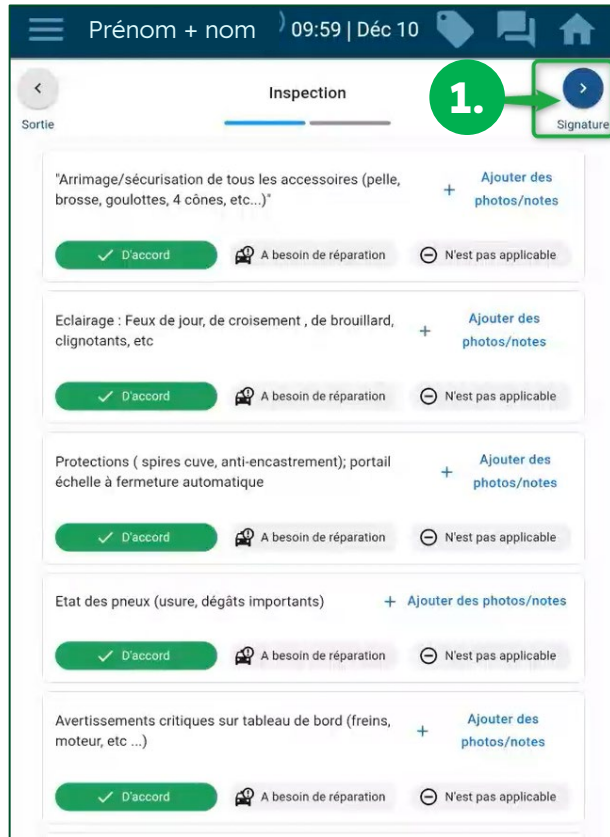 Prénom + nom 09:59 | Déc 10
Inspection
1.
Sortie
Signature
"Arrimage/sécurisation de tous les accessoires (pelle,
brosse, goulottes, 4 cônes, etc...)"
+ Ajouter des
photos/notes
D'accord
A besoin de réparation
N'est pas applicable
Eclairage : Feux de jour, de croisement , de brouillard,
clignotants, etc
+ Ajouter des
photos/notes
D'accord
A besoin de réparation
N'est pas applicable
Protections ( spires cuve, anti-encastrement); portail
échelle à fermeture automatique
+ Ajouter des
photos/notes
D'accord
A besoin de réparation
N'est pas applicable
Etat des pneux (usure, dégâts importants)
+ Ajouter des photos/notes
D'accord
A besoin de réparation
N'est pas applicable
Avertissements critiques sur tableau de bord (freins,
moteur, etc ...)
+ Ajouter des
photos/notes
D'accord
A besoin de réparation
N'est pas applicable